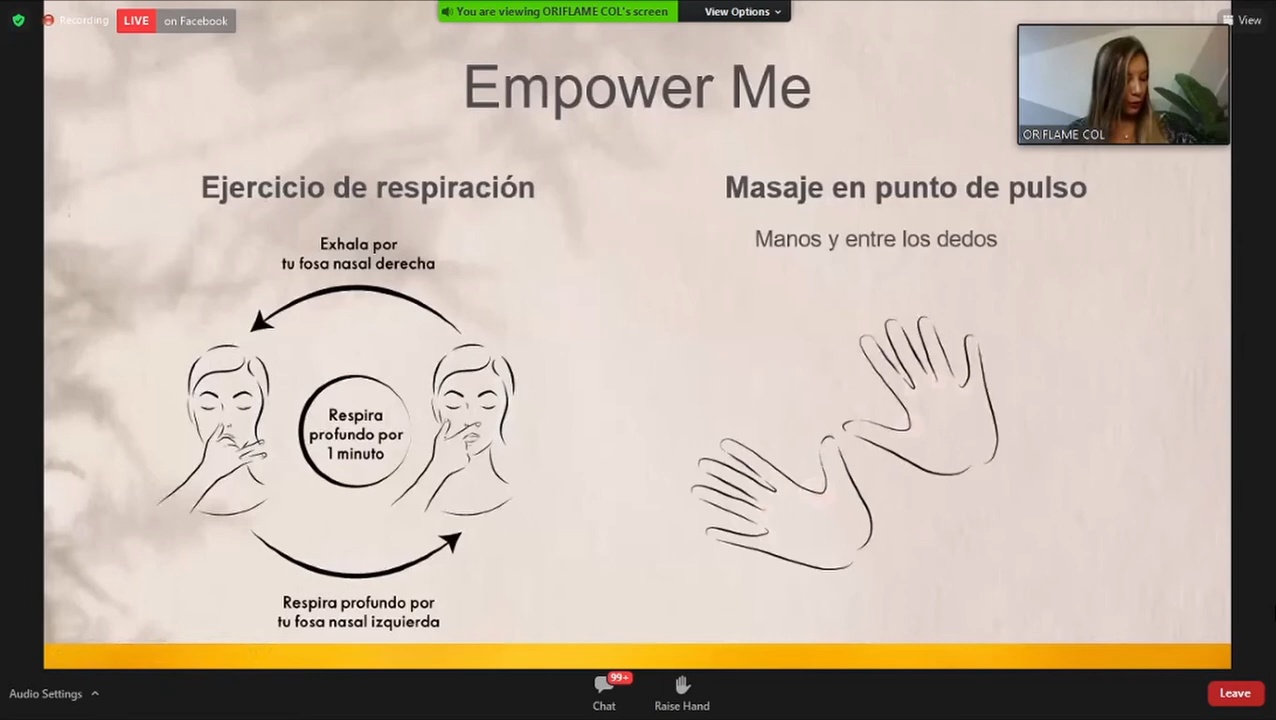 Recording
LIVE on Facebook
You are viewing ORIFLAME COL's screen
View Options
View
Empower Me
ORIFLAME COL
Ejercicio de respiración
Exhala por
tu fosa nasal derecha
Respira
profundo por
1 minuto
Respira profundo por
tu fosa nasal izquierda
Masaje en punto de pulso
Manos y entre los dedos
Audio Settings
99+
Chat
Raise Hand
Leave